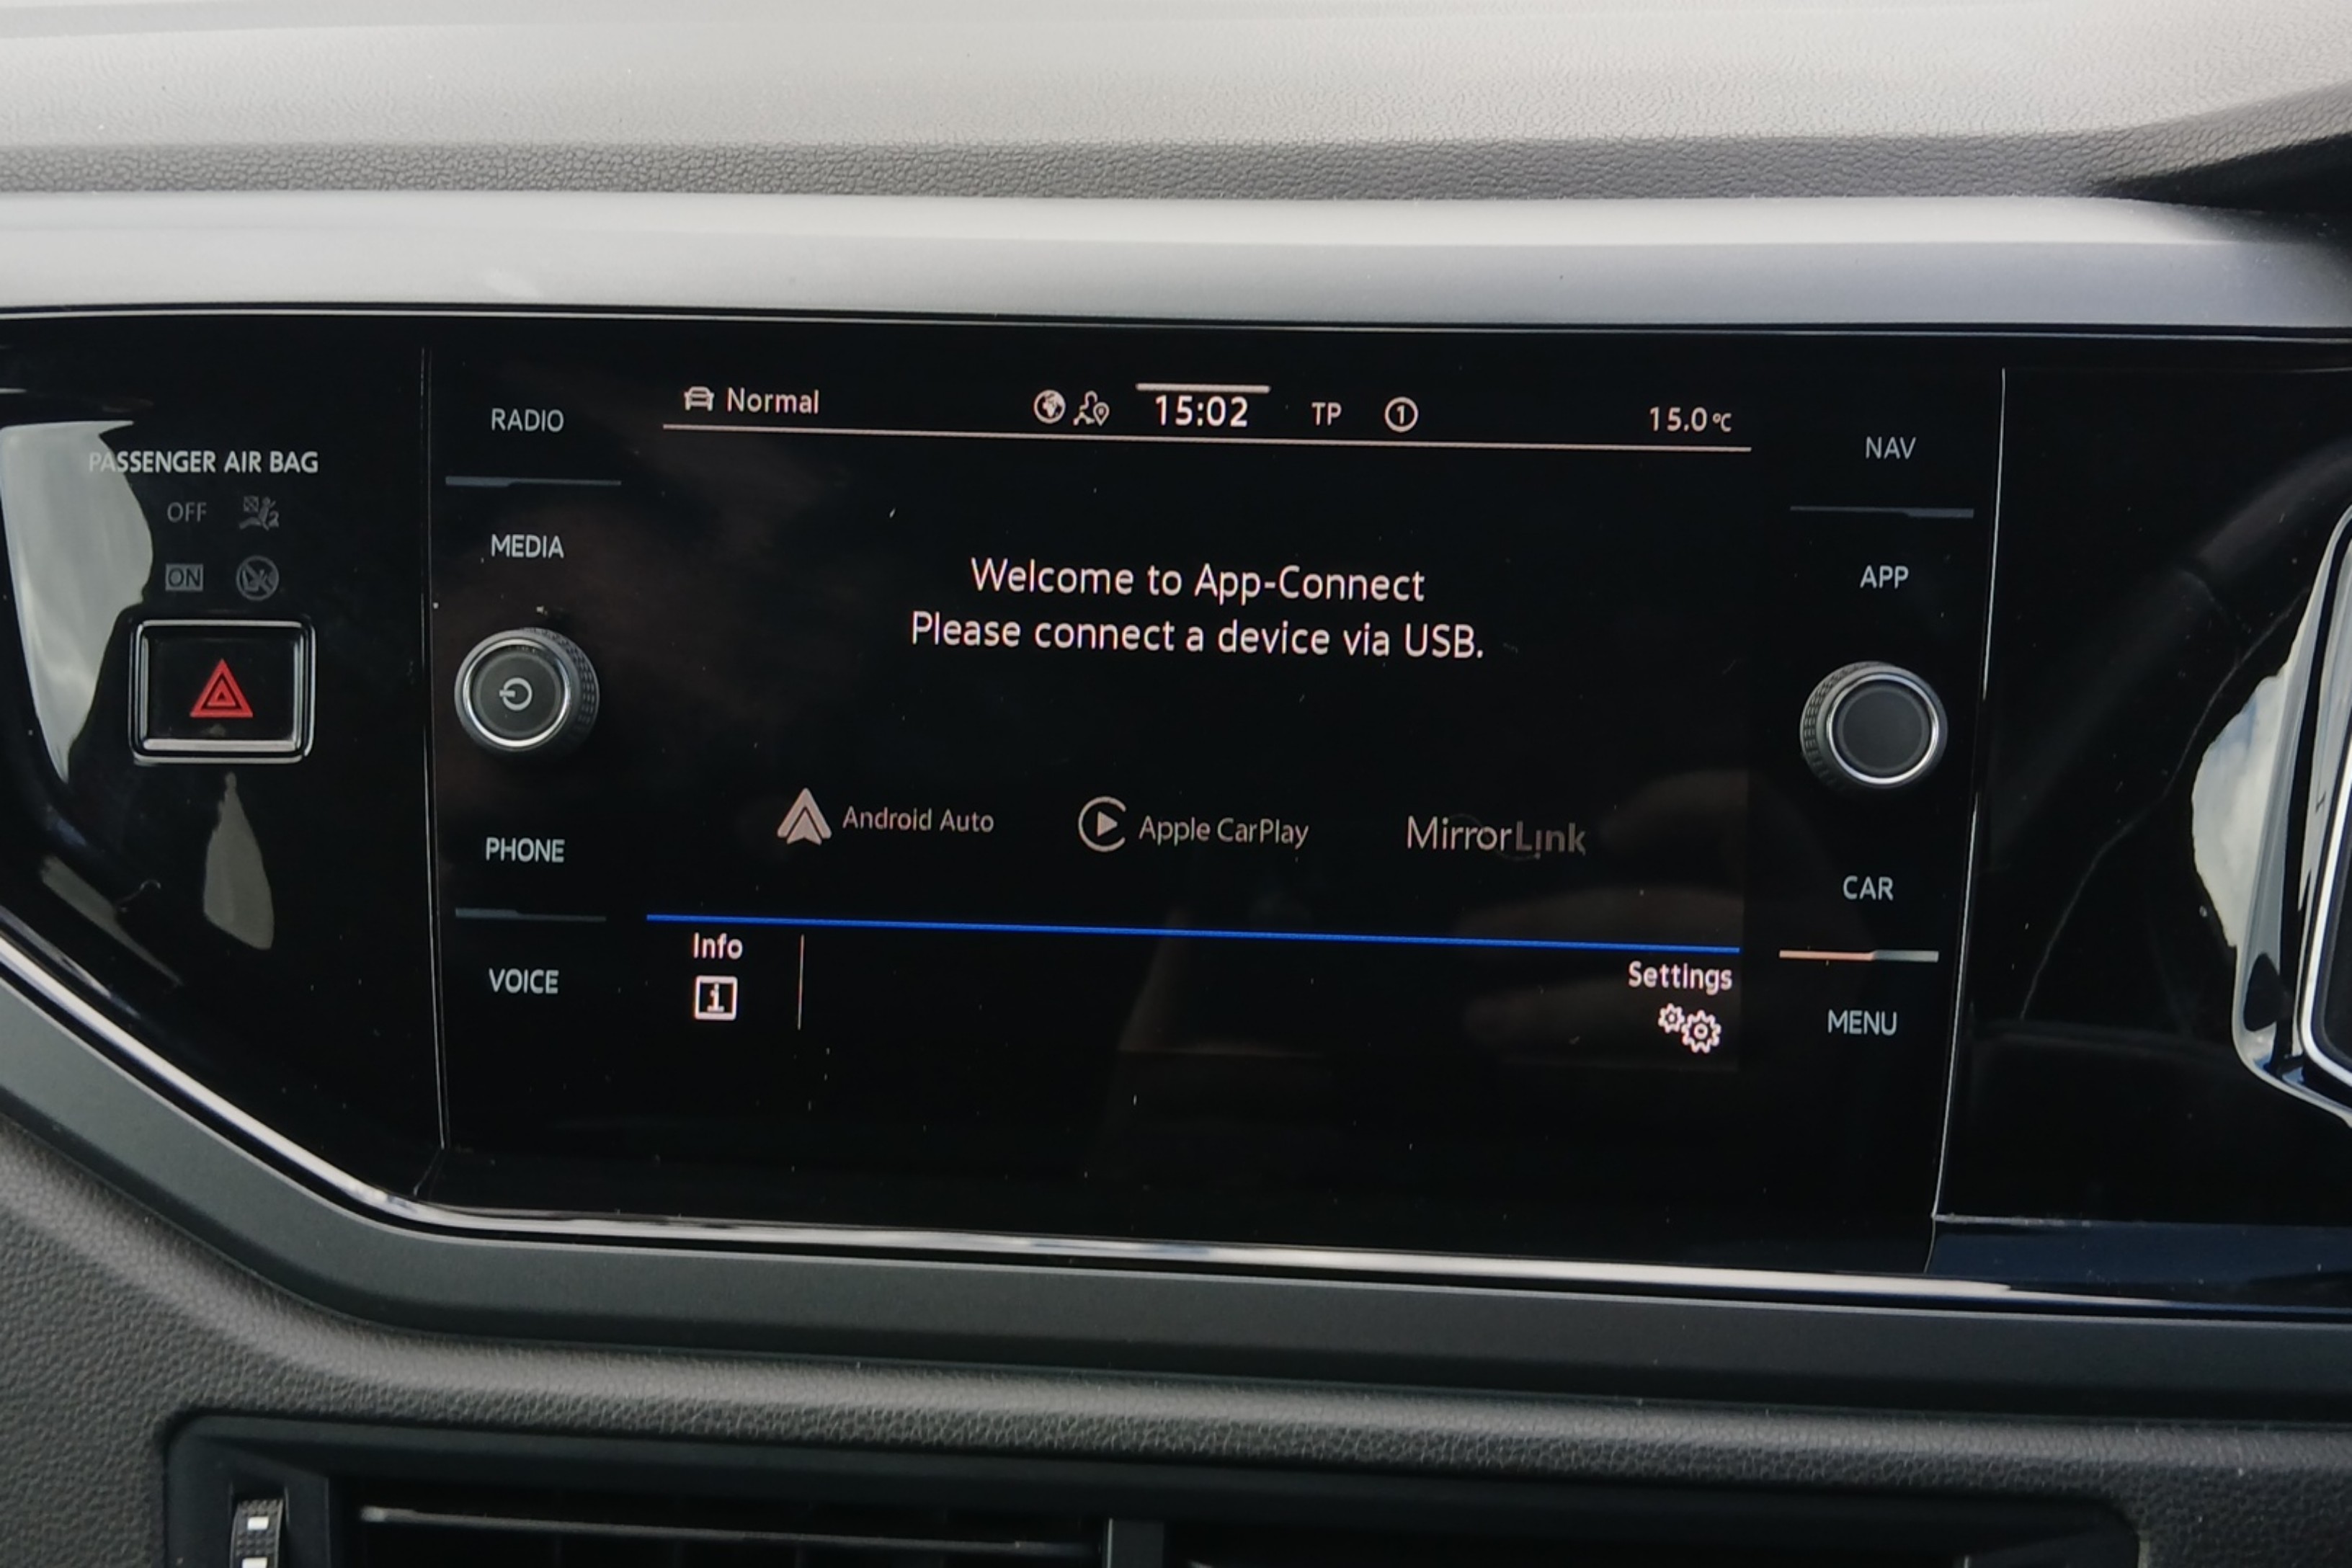 PASSENGER AIR BAG
OFF
ON
RADIO
MEDIA
PHONE
VOICE
Normal 15:02 TP 1 15.0°C
Welcome to App-Connect
Please connect a device via USB.
Android Auto Apple CarPlay MirrorLink
Info
Settings
NAV
APP
CAR
MENU